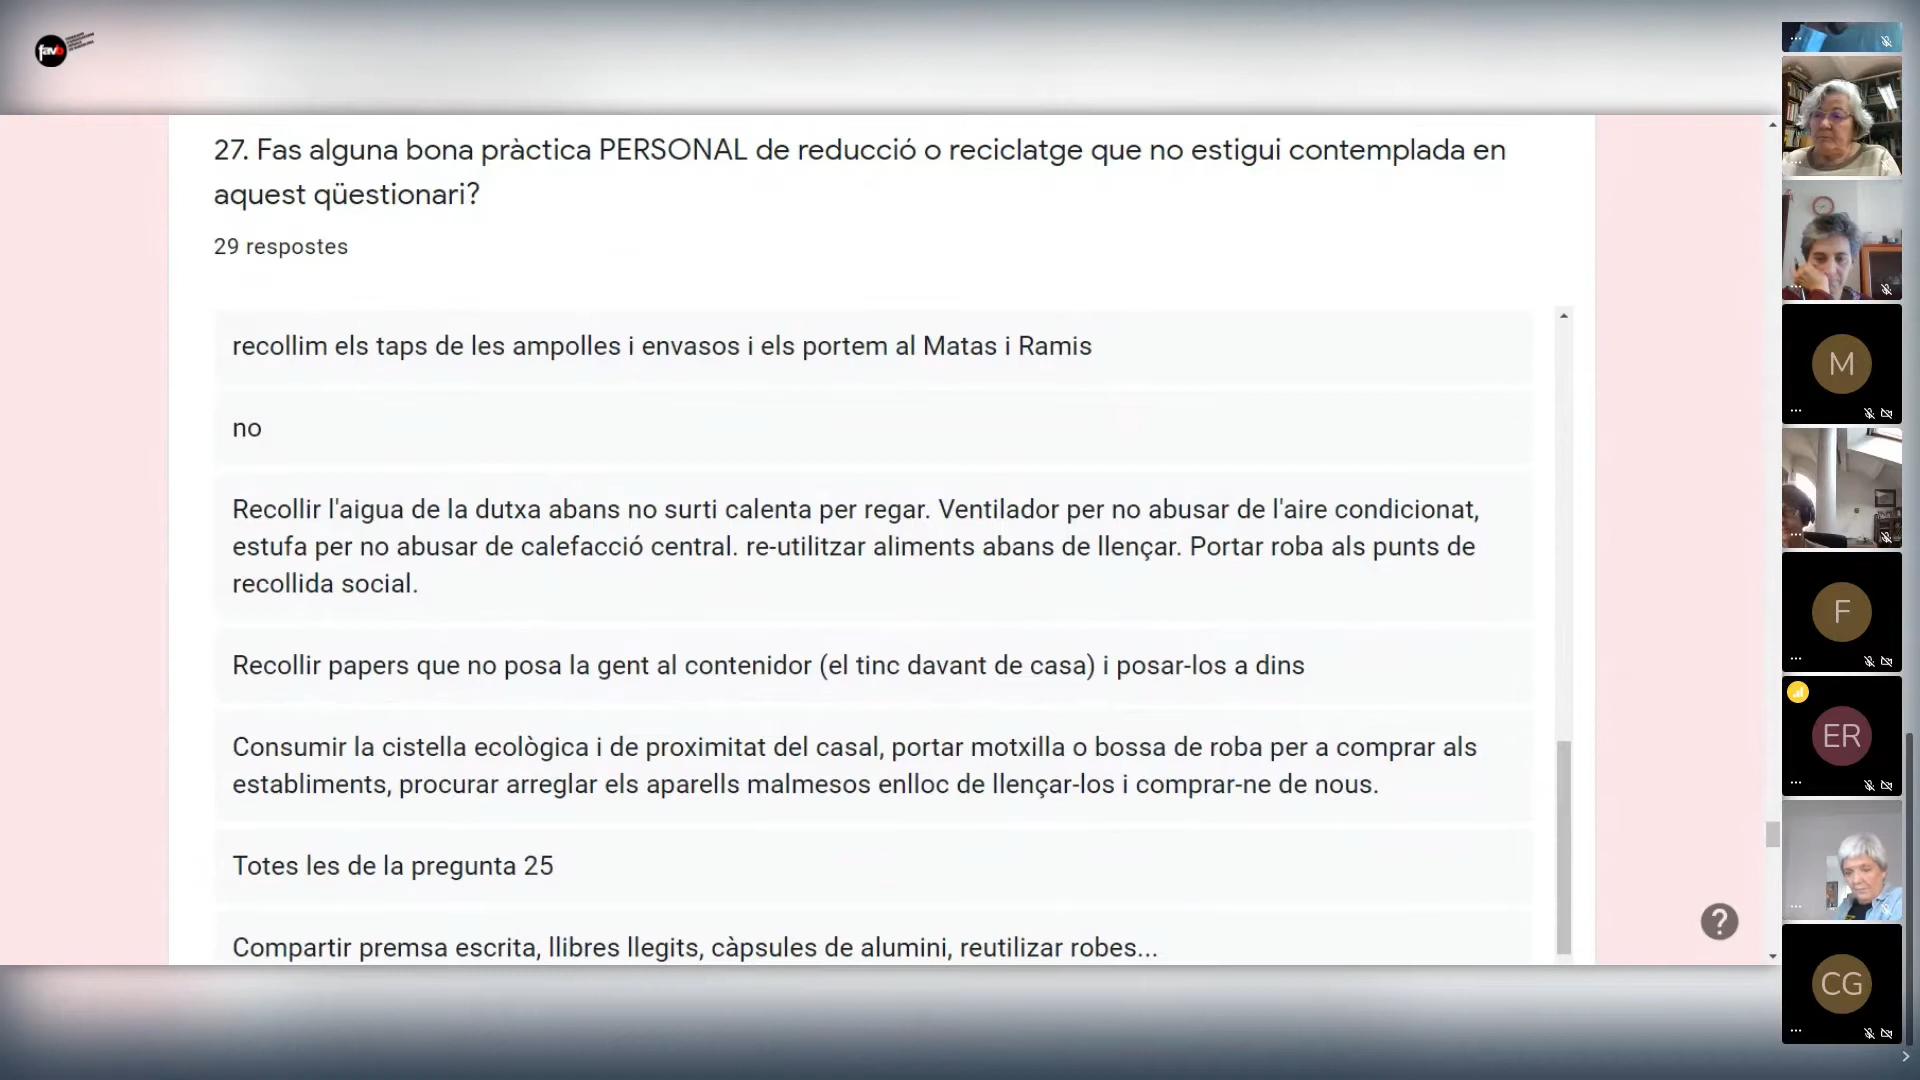 favb
27. Fas alguna bona pràctica PERSONAL de reducció o reciclatge que no estigui contemplada en
aquest qüestionari?
29 respostes
recollim els taps de les ampolles i envasos i els portem al Matas i Ramis
no
Recollir l'aigua de la dutxa abans no surti calenta per regar. Ventilador per no abusar de l'aire condicionat,
estufa per no abusar de calefacció central. re-utilitzar aliments abans de llençar. Portar roba als punts de
recollida social.
Recollir papers que no posa la gent al contenidor (el tinc davant de casa) i posar-los a dins
Consumir la cistella ecològica i de proximitat del casal, portar motxilla o bossa de roba per a comprar als
establiments, procurar arreglar els aparells malmesos enlloc de llençar-los i comprar-ne de nous.
Totes les de la pregunta 25
Compartir premsa escrita, llibres llegits, càpsules de alumini, reutilizar robes...
M
F
ER
CG